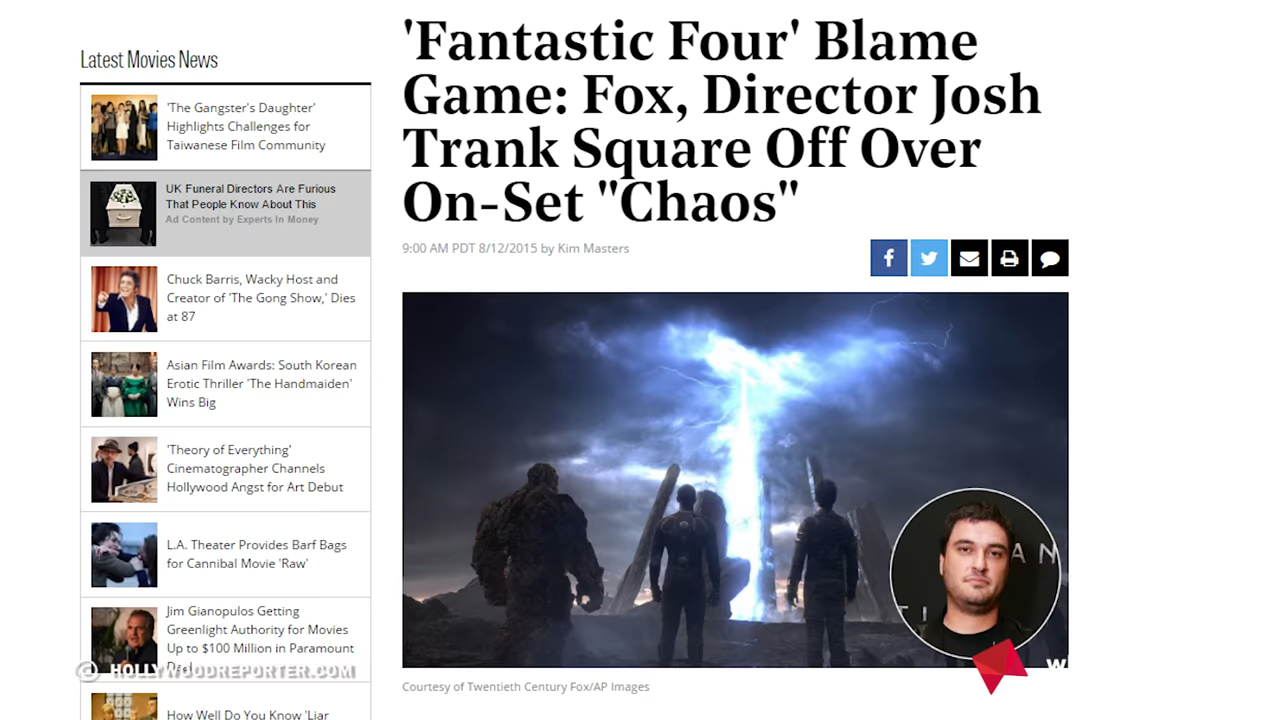 Latest Movies News
'The Gangster's Daughter'
Highlights Challenges for
Taiwanese Film Community
UK Funeral Directors Are Furious
That People Know About This
Ad Content by Experts In Money
Chuck Barris, Wacky Host and
Creator of 'The Gong Show,' Dies
at 87
Asian Film Awards: South Korean
Erotic Thriller 'The Handmaiden'
Wins Big
'Theory of Everything'
Cinematographer Channels
Hollywood Angst for Art Debut
L.A. Theater Provides Barf Bags
for Cannibal Movie 'Raw'
Jim Gianopulos Getting
Greenlight Authority for Movies
Up to $100 Million in Paramount
© HOLLYWOODREPORTER.COM
How Well Do You Know 'Liar
'Fantastic Four' Blame
Game: Fox, Director Josh
Trank Square Off Over
On-Set "Chaos"
9:00 AM PDT 8/12/2015 by Kim Masters
Courtesy of Twentieth Century Fox/AP Images